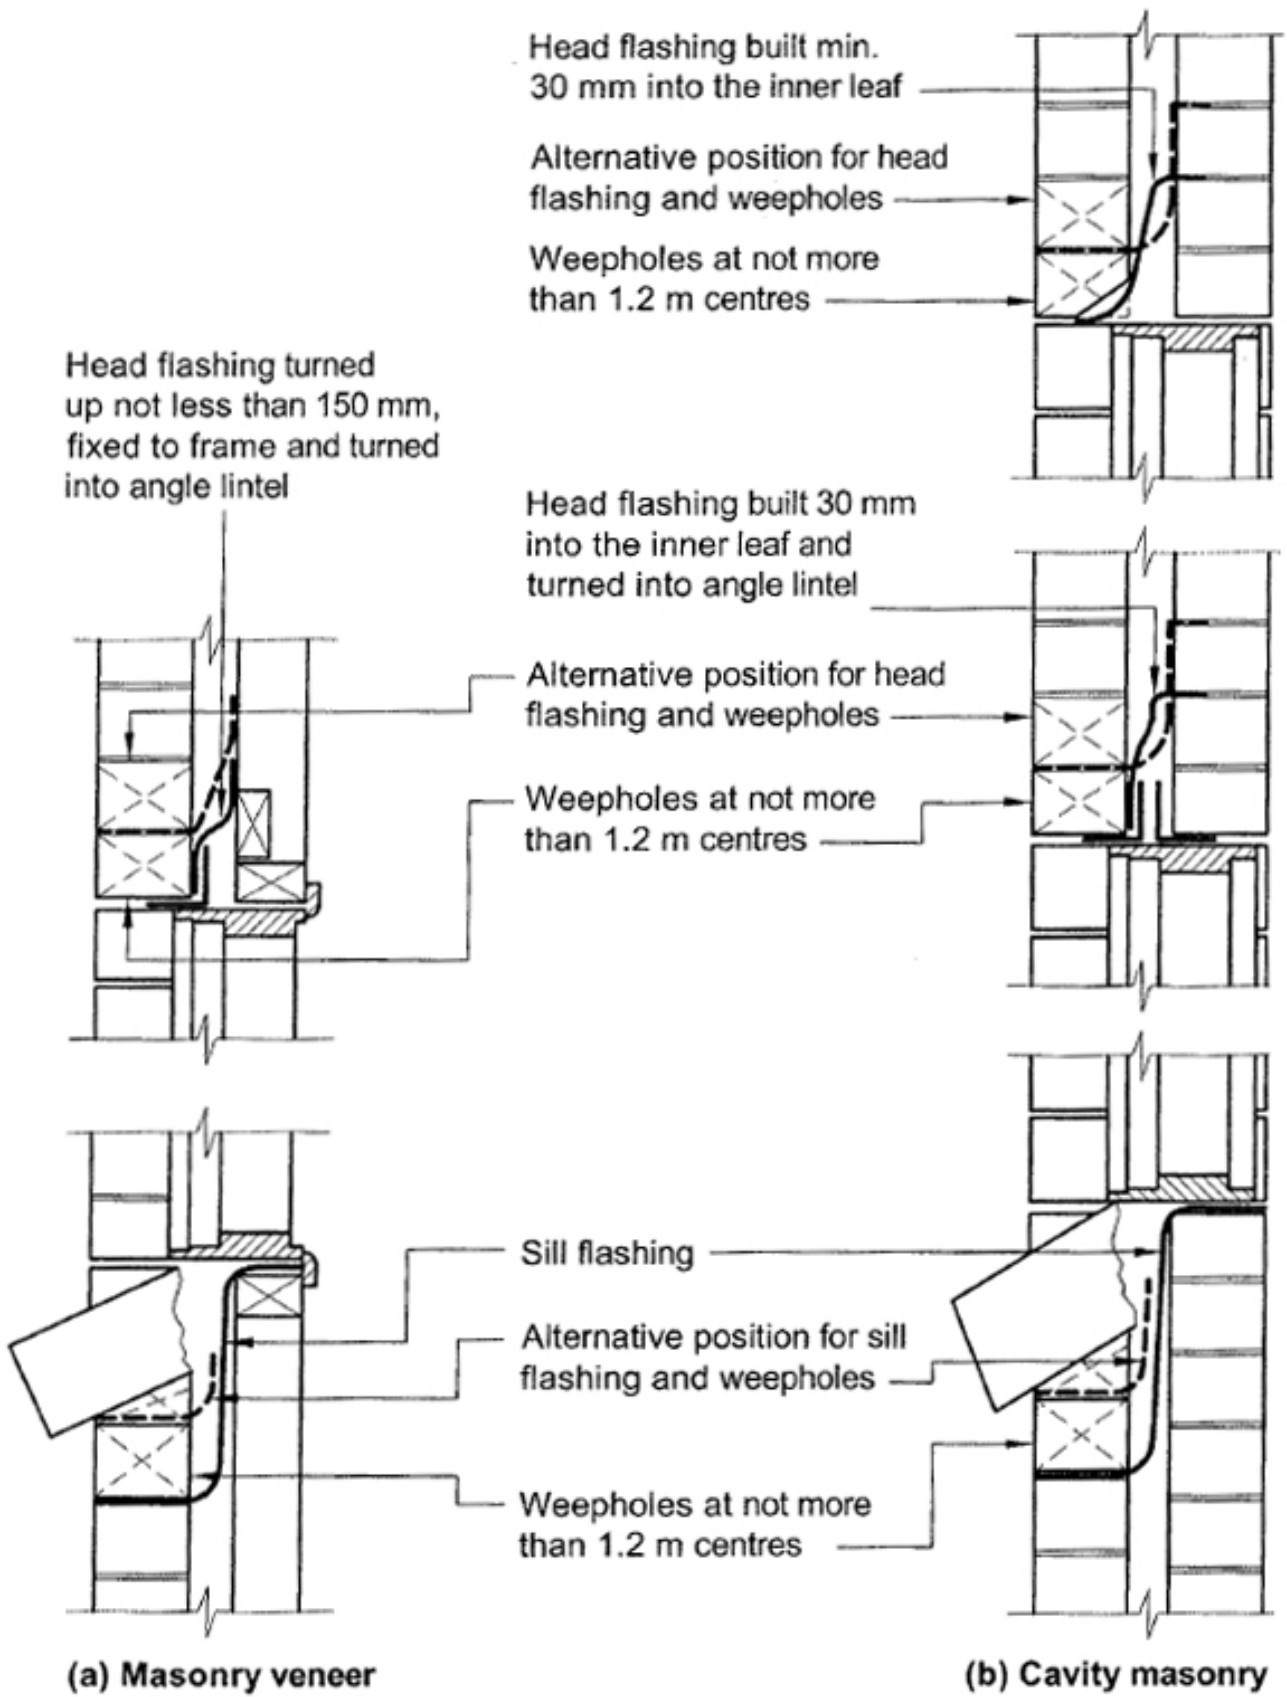 Head flashing built min.
30 mm into the inner leaf
Alternative position for head
flashing and weepholes
Weepholes at not more
than 1.2 m centres
Head flashing turned
up not less than 150 mm,
fixed to frame and turned
into angle lintel
Head flashing built 30 mm
into the inner leaf and
turned into angle lintel
Alternative position for head
flashing and weepholes
Weepholes at not more
than 1.2 m centres
Sill flashing
Alternative position for sill
flashing and weepholes
Weepholes at not more
than 1.2 m centres
(a) Masonry veneer
(b) Cavity masonry